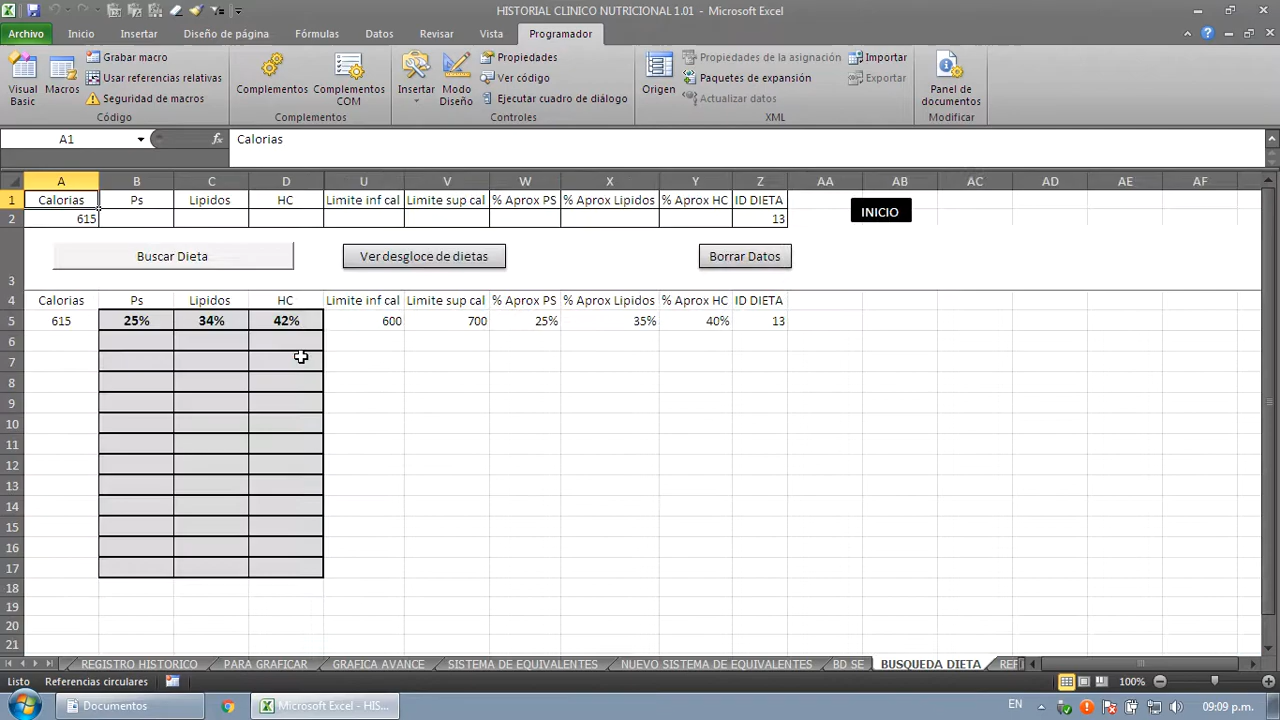 HISTORIAL CLINICO NUTRICIONAL 1.01 - Microsoft Excel
Archivo Inicio Insertar Diseño de página Fórmulas Datos Revisar Vista Programador
Visual Basic
Macros
Grabar macro
Usar referencias relativas
Seguridad de macros
Código
Complementos
Complementos COM
Complementos
Insertar
Modo Diseño
Propiedades
Ver código
Ejecutar cuadro de diálogo
Controles
Origen
Propiedades de la asignación
Paquetes de expansión
Actualizar datos
Importar
Exportar
XML
Panel de documentos
Modificar
A1 fx Calorias
A B C D U V W X Y Z AA AB AC AD AE AF
1 Calorias Ps Lipidos HC Limite inf cal Limite sup cal % Aprox PS % Aprox Lipidos % Aprox HC ID DIETA
INICIO
2 615 13
3 Buscar Dieta Ver desgloce de dietas Borrar Datos
4 Calorias Ps Lipidos HC Limite inf cal Limite sup cal % Aprox PS % Aprox Lipidos % Aprox HC ID DIETA
5 615 25% 34% 42% 600 700 25% 35% 40% 13
6
7
8
9
10
11
12
13
14
15
16
17
18
19
20
21
REGISTRO HISTORICO PARA GRAFICAR GRAFICA AVANCE SISTEMA DE EQUIVALENTES NUEVO SISTEMA DE EQUIVALENTES BD SE BUSQUEDA DIETA
Listo Referencias circulares 100%
Documentos Microsoft Excel - HIS... EN 09:09 p.m.